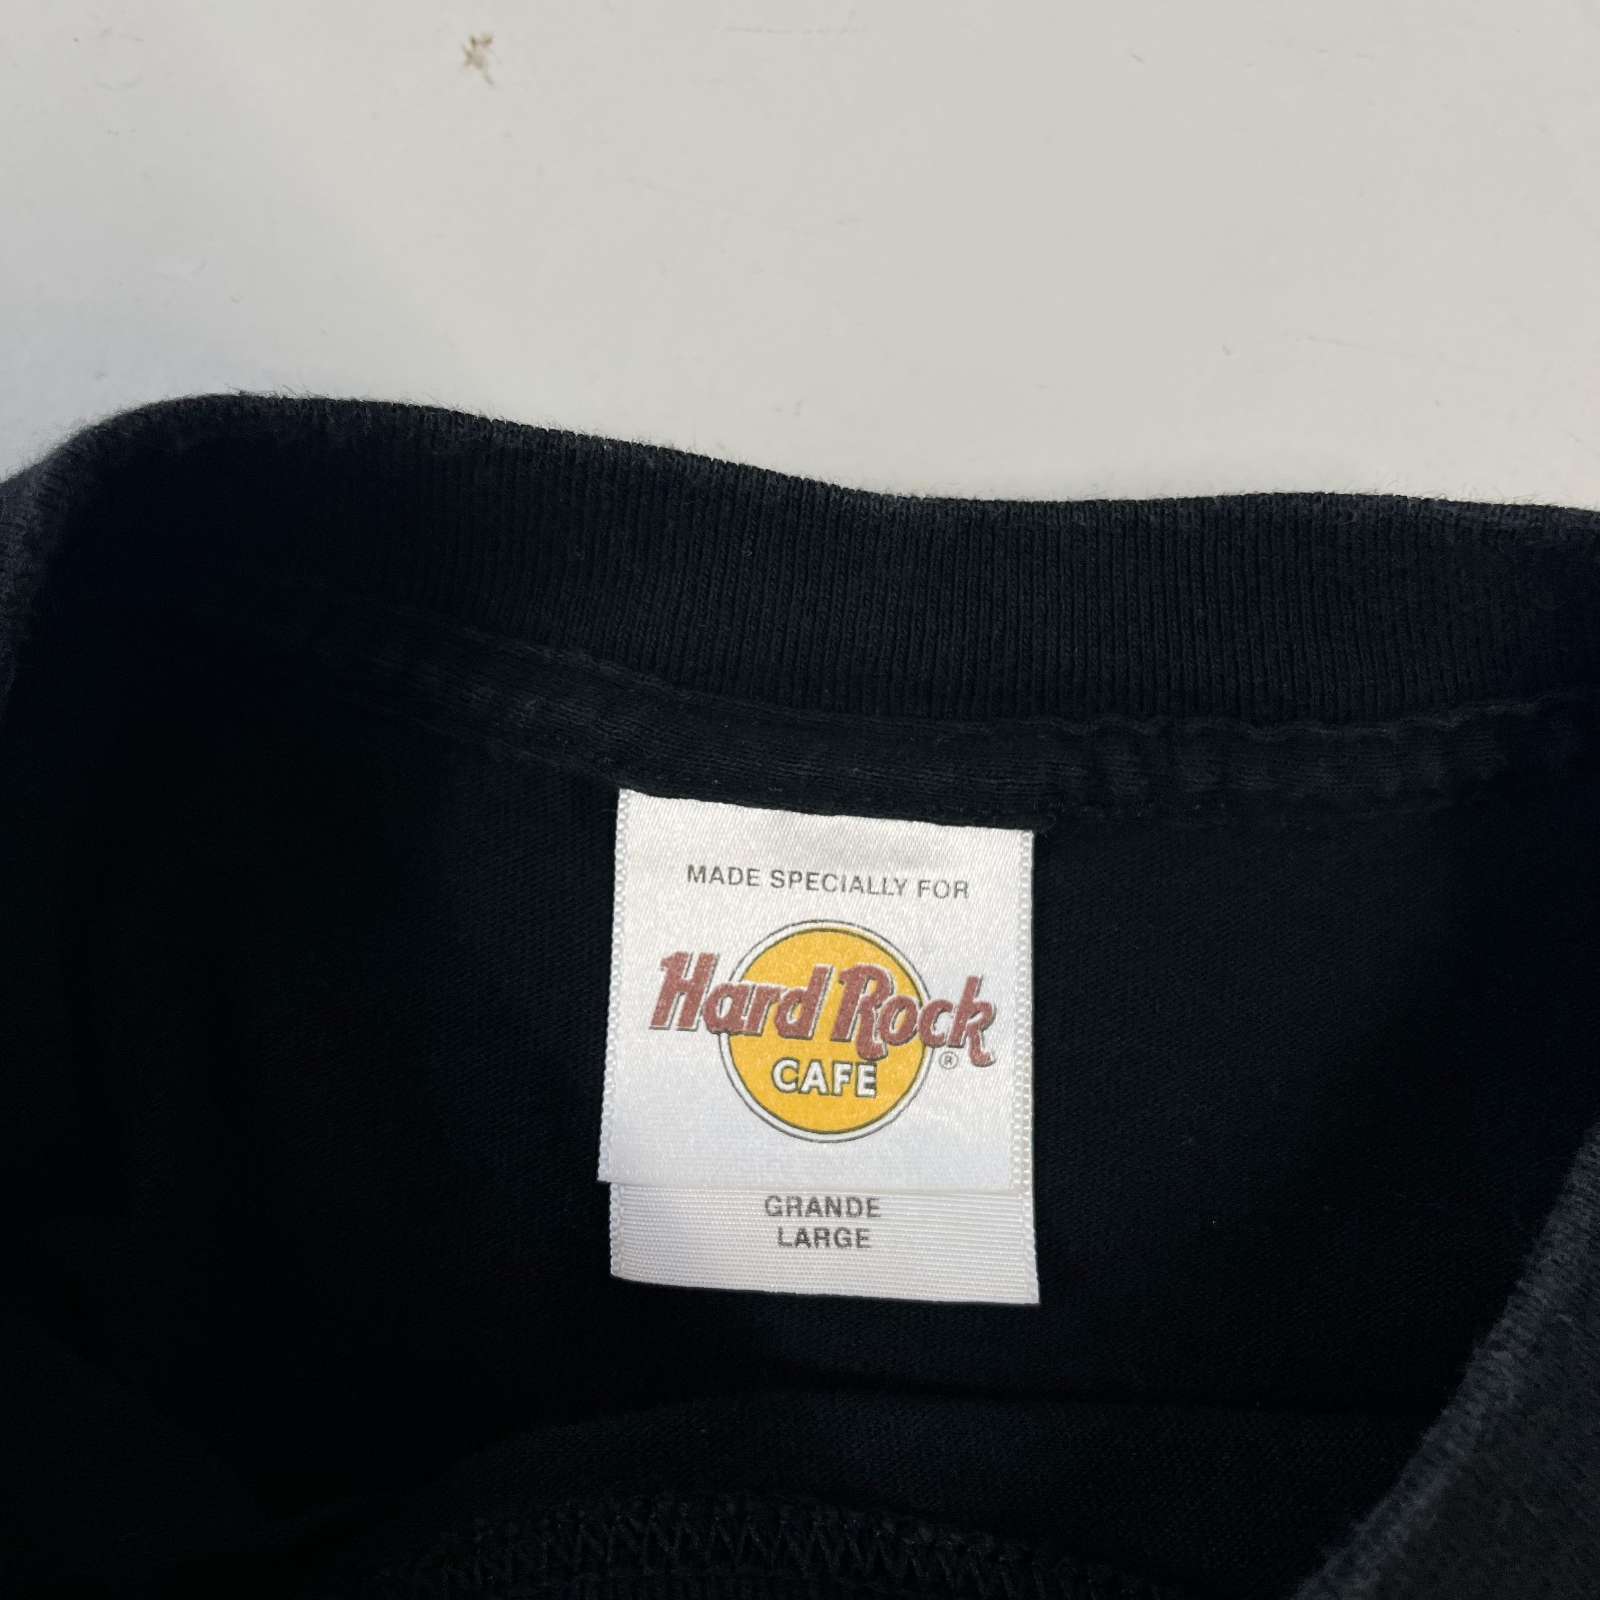 MADE SPECIALLY FOR
Hard Rock
®
CAFE
GRANDE
LARGE